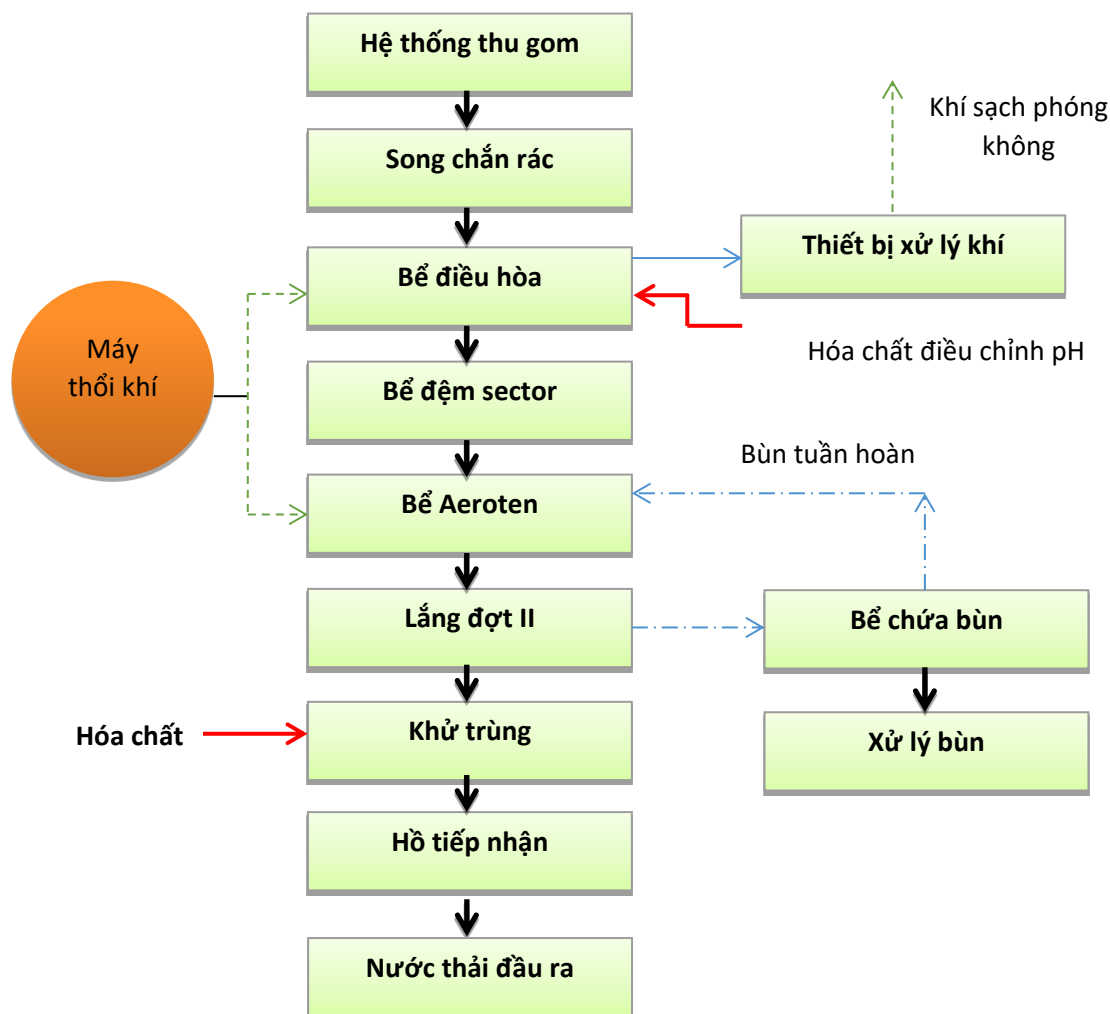 Hệ thống thu gom
Khí sạch phóng
không
Song chắn rác
Thiết bị xử lý khí
Bể điều hòa
Máy
thổi khí
Hóa chất điều chỉnh pH
Bể đệm sector
Bùn tuần hoàn
Bể Aeroten
Lắng đợt II
Bể chứa bùn
Hóa chất
Khử trùng
Xử lý bùn
Hồ tiếp nhận
Nước thải đầu ra